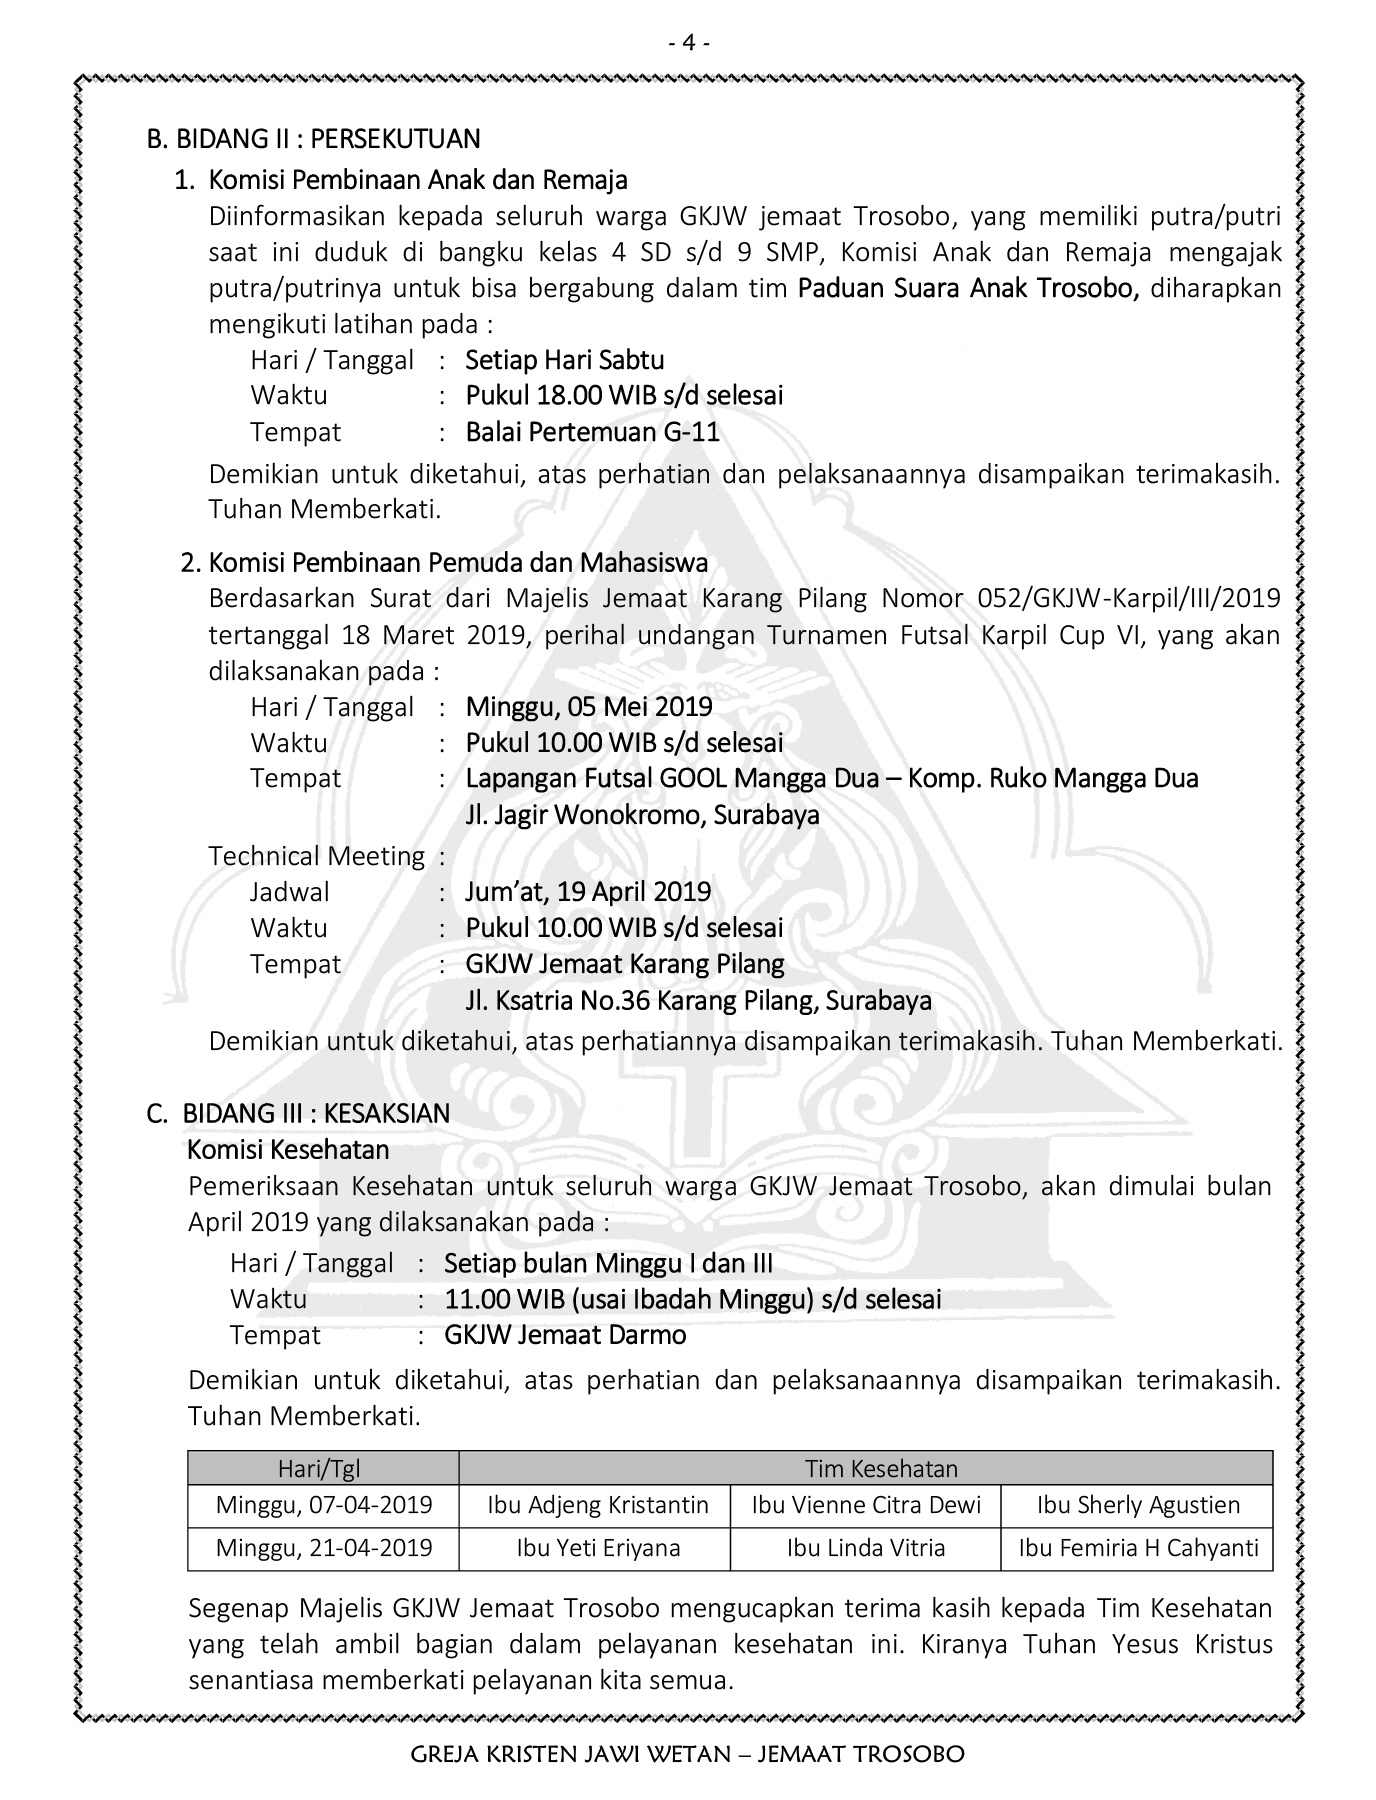 - 4 -
B. BIDANG II : PERSEKUTUAN
1. Komisi Pembinaan Anak dan Remaja
Diinformasikan kepada seluruh warga GKJW jemaat Trosobo, yang memiliki putra/putri
saat ini duduk di bangku kelas 4 SD s/d 9 SMP, Komisi Anak dan Remaja mengajak
putra/putrinya untuk bisa bergabung dalam tim Paduan Suara Anak Trosobo, diharapkan
mengikuti latihan pada :
Hari / Tanggal : Setiap Hari Sabtu
Waktu : Pukul 18.00 WIB s/d selesai
Tempat : Balai Pertemuan G-11
Demikian untuk diketahui, atas perhatian dan pelaksanaannya disampaikan terimakasih.
Tuhan Memberkati.
2. Komisi Pembinaan Pemuda dan Mahasiswa
Berdasarkan Surat dari Majelis Jemaat Karang Pilang Nomor 052/GKJW-Karpil/III/2019
tertanggal 18 Maret 2019, perihal undangan Turnamen Futsal Karpil Cup VI, yang akan
dilaksanakan pada :
Hari / Tanggal : Minggu, 05 Mei 2019
Waktu : Pukul 10.00 WIB s/d selesai
Tempat : Lapangan Futsal GOOL Mangga Dua – Komp. Ruko Mangga Dua
Jl. Jagir Wonokromo, Surabaya
Technical Meeting :
Jadwal : Jum’at, 19 April 2019
Waktu : Pukul 10.00 WIB s/d selesai
Tempat : GKJW Jemaat Karang Pilang
Jl. Ksatria No.36 Karang Pilang, Surabaya
Demikian untuk diketahui, atas perhatiannya disampaikan terimakasih. Tuhan Memberkati.
C. BIDANG III : KESAKSIAN
Komisi Kesehatan
Pemeriksaan Kesehatan untuk seluruh warga GKJW Jemaat Trosobo, akan dimulai bulan
April 2019 yang dilaksanakan pada :
Hari / Tanggal : Setiap bulan Minggu I dan III
Waktu : 11.00 WIB (usai Ibadah Minggu) s/d selesai
Tempat : GKJW Jemaat Darmo
Demikian untuk diketahui, atas perhatian dan pelaksanaannya disampaikan terimakasih.
Tuhan Memberkati.
Hari/Tgl Tim Kesehatan
Minggu, 07-04-2019 Ibu Adjeng Kristantin Ibu Vienne Citra Dewi Ibu Sherly Agustien
Minggu, 21-04-2019 Ibu Yeti Eriyana Ibu Linda Vitria Ibu Femiria H Cahyanti
Segenap Majelis GKJW Jemaat Trosobo mengucapkan terima kasih kepada Tim Kesehatan
yang telah ambil bagian dalam pelayanan kesehatan ini. Kiranya Tuhan Yesus Kristus
senantiasa memberkati pelayanan kita semua.
GREJA KRISTEN JAWI WETAN – JEMAAT TROSOBO